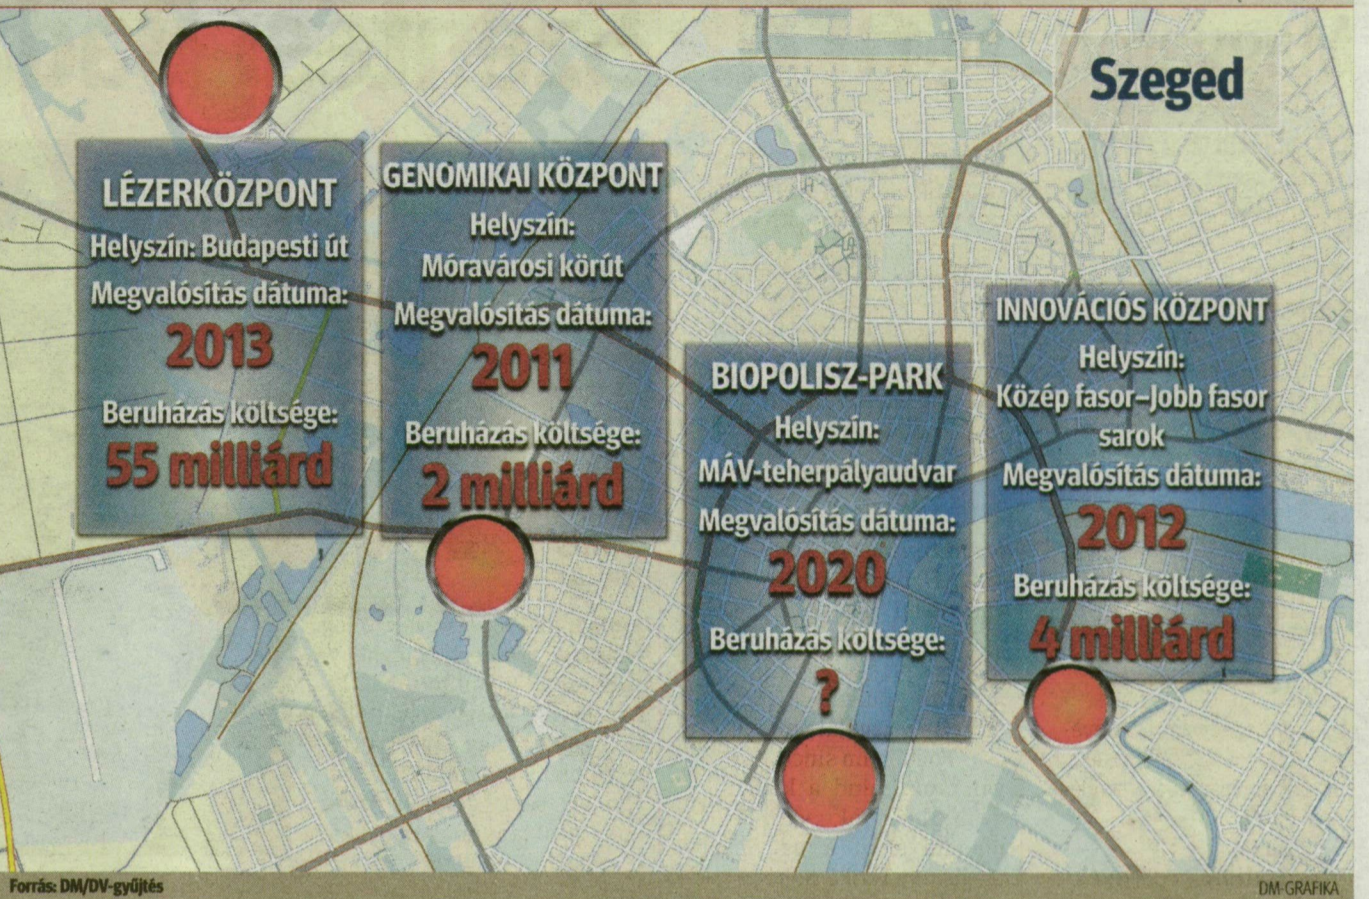 Szeged
LÉZERKÖZPONT
Helyszín: Budapesti út
Megvalósítás dátuma:
2013
Beruházás költsége:
55 milliárd
GENOMIKAI KÖZPONT
Helyszín:
Móravárosi körút
Megvalósítás dátuma:
2011
Beruházás költsége:
2 milliárd
BIOPOLISZ-PARK
Helyszín:
MÁV-teherpályaudvar
Megvalósítás dátuma:
2020
Beruházás költsége:
?
INNOVÁCIÓS KÖZPONT
Helyszín:
Közép fasor–Jobb fasor
sarok
Megvalósítás dátuma:
2012
Beruházás költsége:
4 milliárd
Forrás: DM/DV-gyűjtés
DM-GRAFIKA